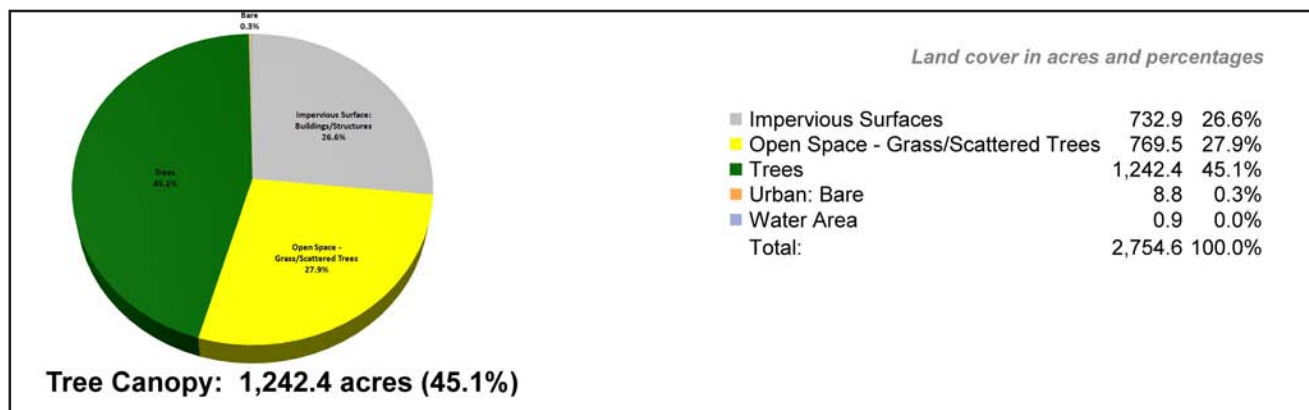 Bare
0.3%
Impervious Surface:
Buildings/Structures
26.6%
Trees
45.1%
Open Space -
Grass/Scattered Trees
27.9%
Tree Canopy: 1,242.4 acres (45.1%)
Land cover in acres and percentages
Impervious Surfaces 732.9 26.6%
Open Space - Grass/Scattered Trees 769.5 27.9%
Trees 1,242.4 45.1%
Urban: Bare 8.8 0.3%
Water Area 0.9 0.0%
Total: 2,754.6 100.0%